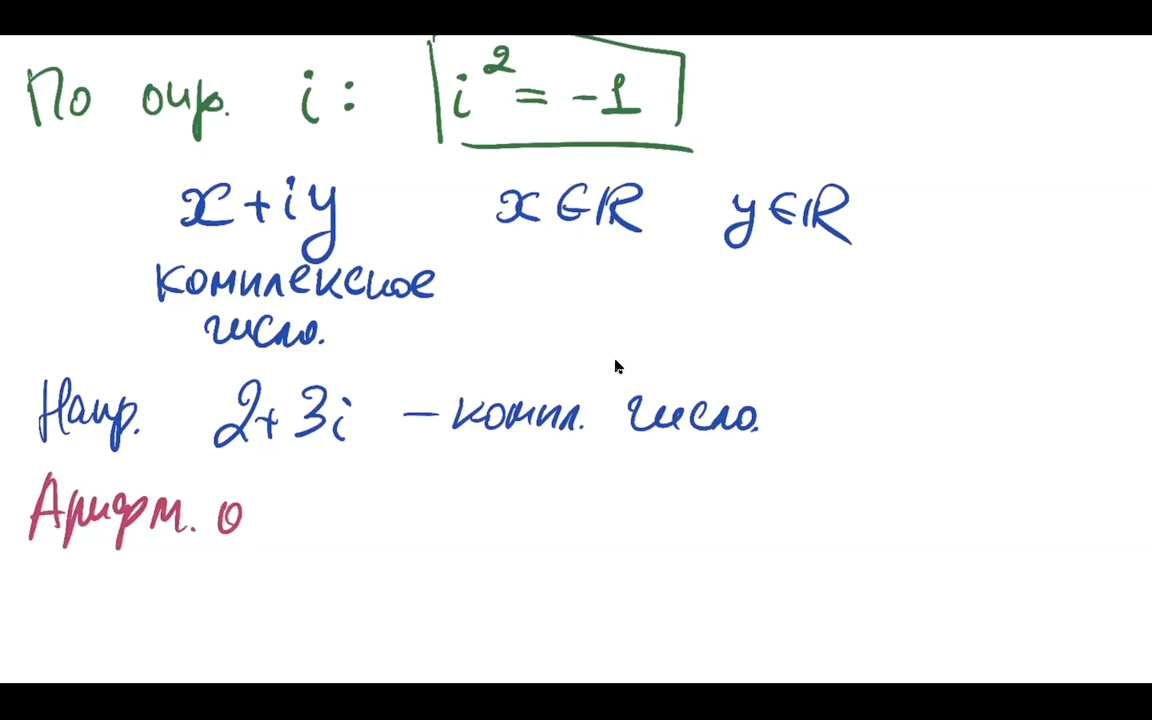 По опр. i: i² = -1
x+iy x∈ℝ y∈ℝ
комплексное
число.
Напр. 2+3i — компл. число.
Арифм. о